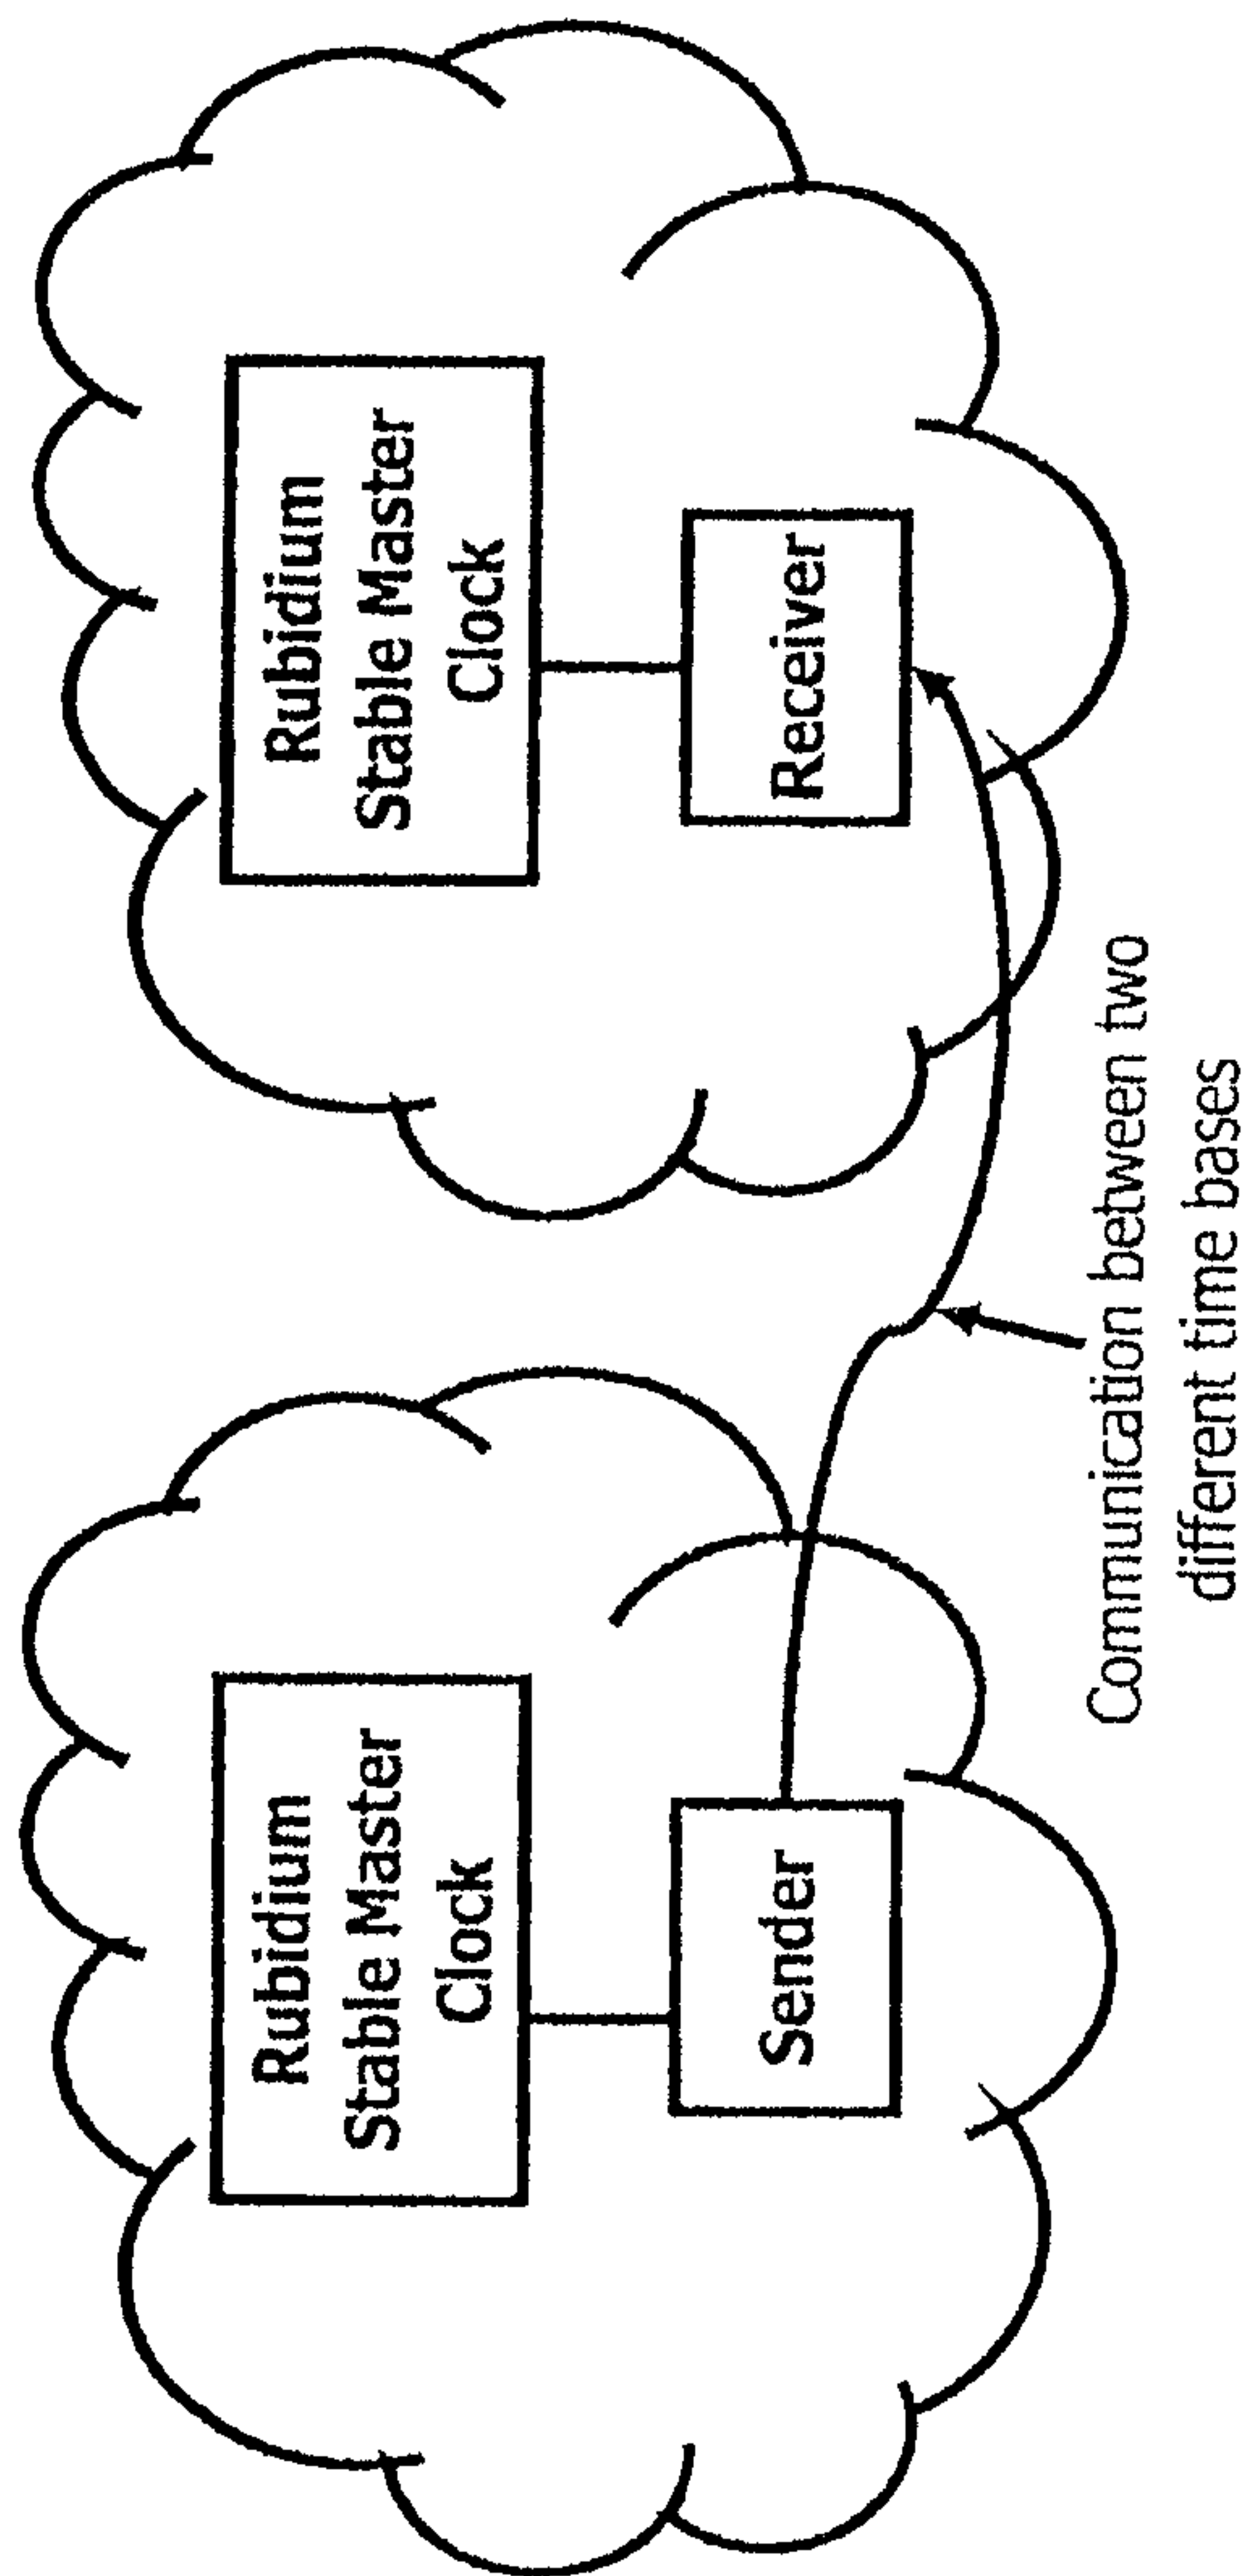 Rubidium
Stable Master
Clock
Sender
Rubidium
Stable Master
Clock
Receiver
Communication between two
different time bases